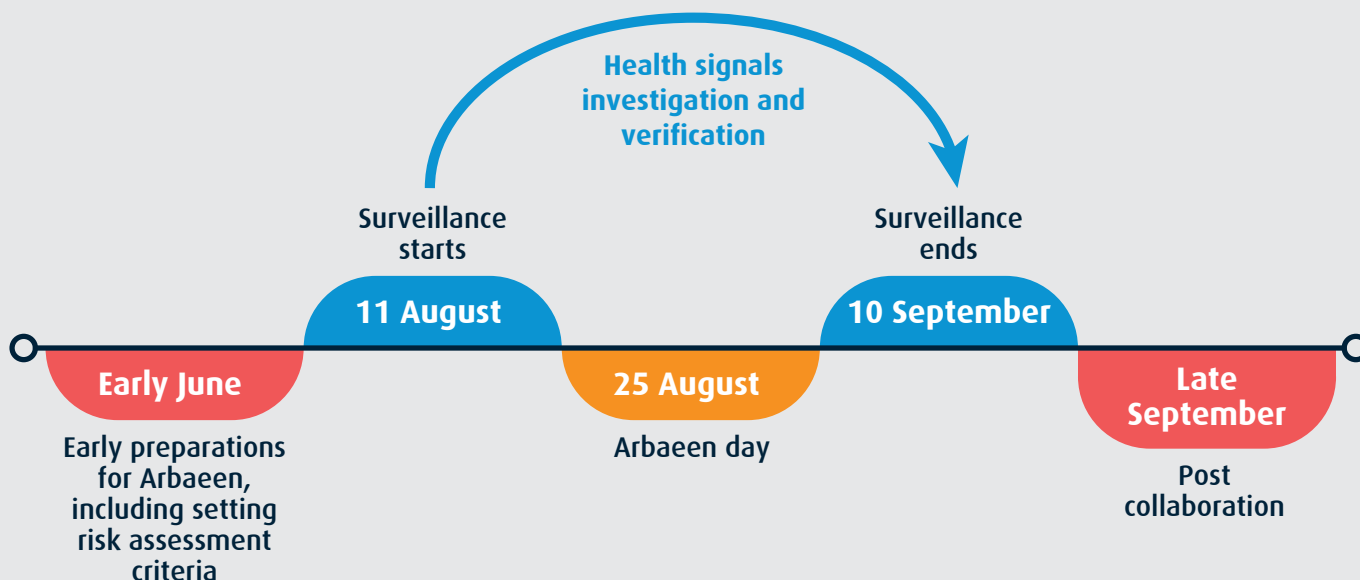 Health signals
investigation and
verification
Surveillance
starts
Surveillance
ends
11 August
10 September
Early June
25 August
Late
September
Early preparations
for Arbaeen,
including setting
risk assessment
criteria
Arbaeen day
Post
collaboration